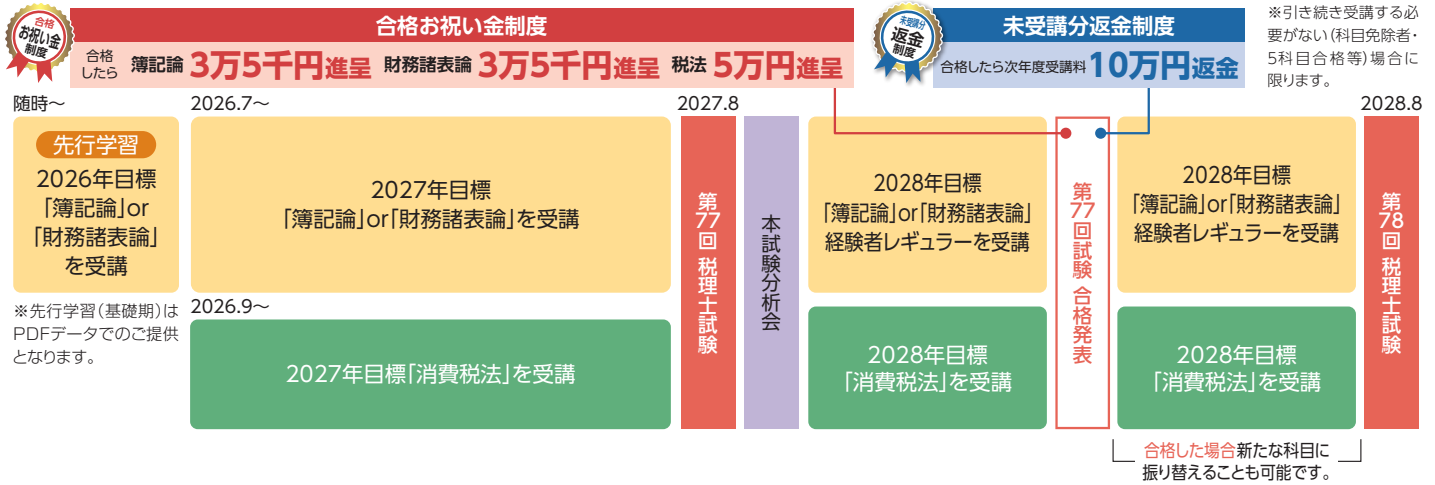 合格
お祝い金
制度
合格お祝い金制度
合格
したら
簿記論 3万5千円進呈 財務諸表論 3万5千円進呈 税法 5万円進呈
未受講分
返金
制度
未受講分返金制度
合格したら次年度受講料10万円返金
※引き続き受講する必
要がない(科目免除者・
5科目合格等)場合に
限ります。
随時～
2026.7～
2027.8
2028.8
先行学習
2026年目標
「簿記論」or
「財務諸表論」
を受講
※先行学習(基礎期)は
PDFデータでのご提供
となります。
2027年目標
「簿記論」or「財務諸表論」を受講
2026.9～
2027年目標「消費税法」を受講
第77回 税理士試験
本試験分析会
2028年目標
「簿記論」or「財務諸表論」
経験者レギュラーを受講
2028年目標
「消費税法」を受講
第77回試験 合格発表
2028年目標
「簿記論」or「財務諸表論」
経験者レギュラーを受講
2028年目標
「消費税法」を受講
第78回 税理士試験
合格した場合新たな科目に
振り替えることも可能です。